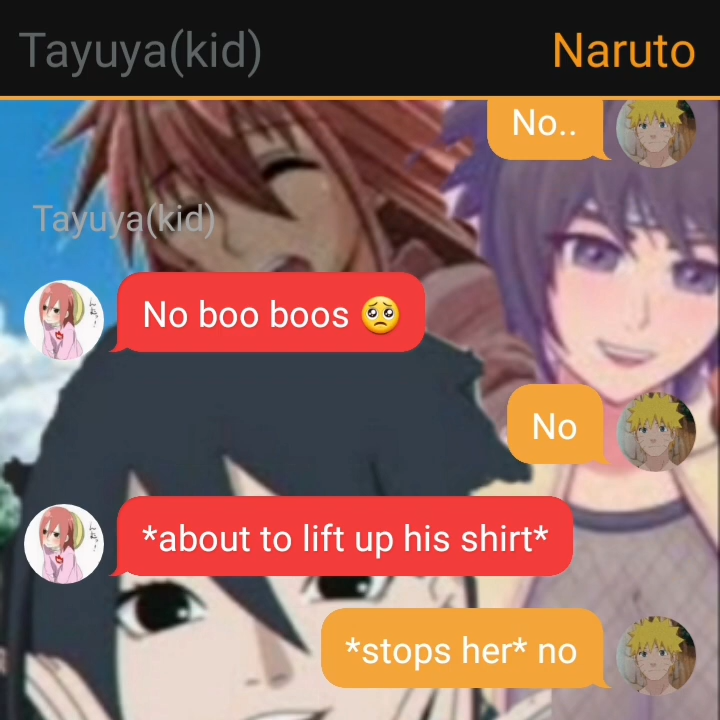 Tayuya(kid) Naruto
No..
Tayuya(kid)
No boo boos 🥺
No
*about to lift up his shirt*
*stops her* no